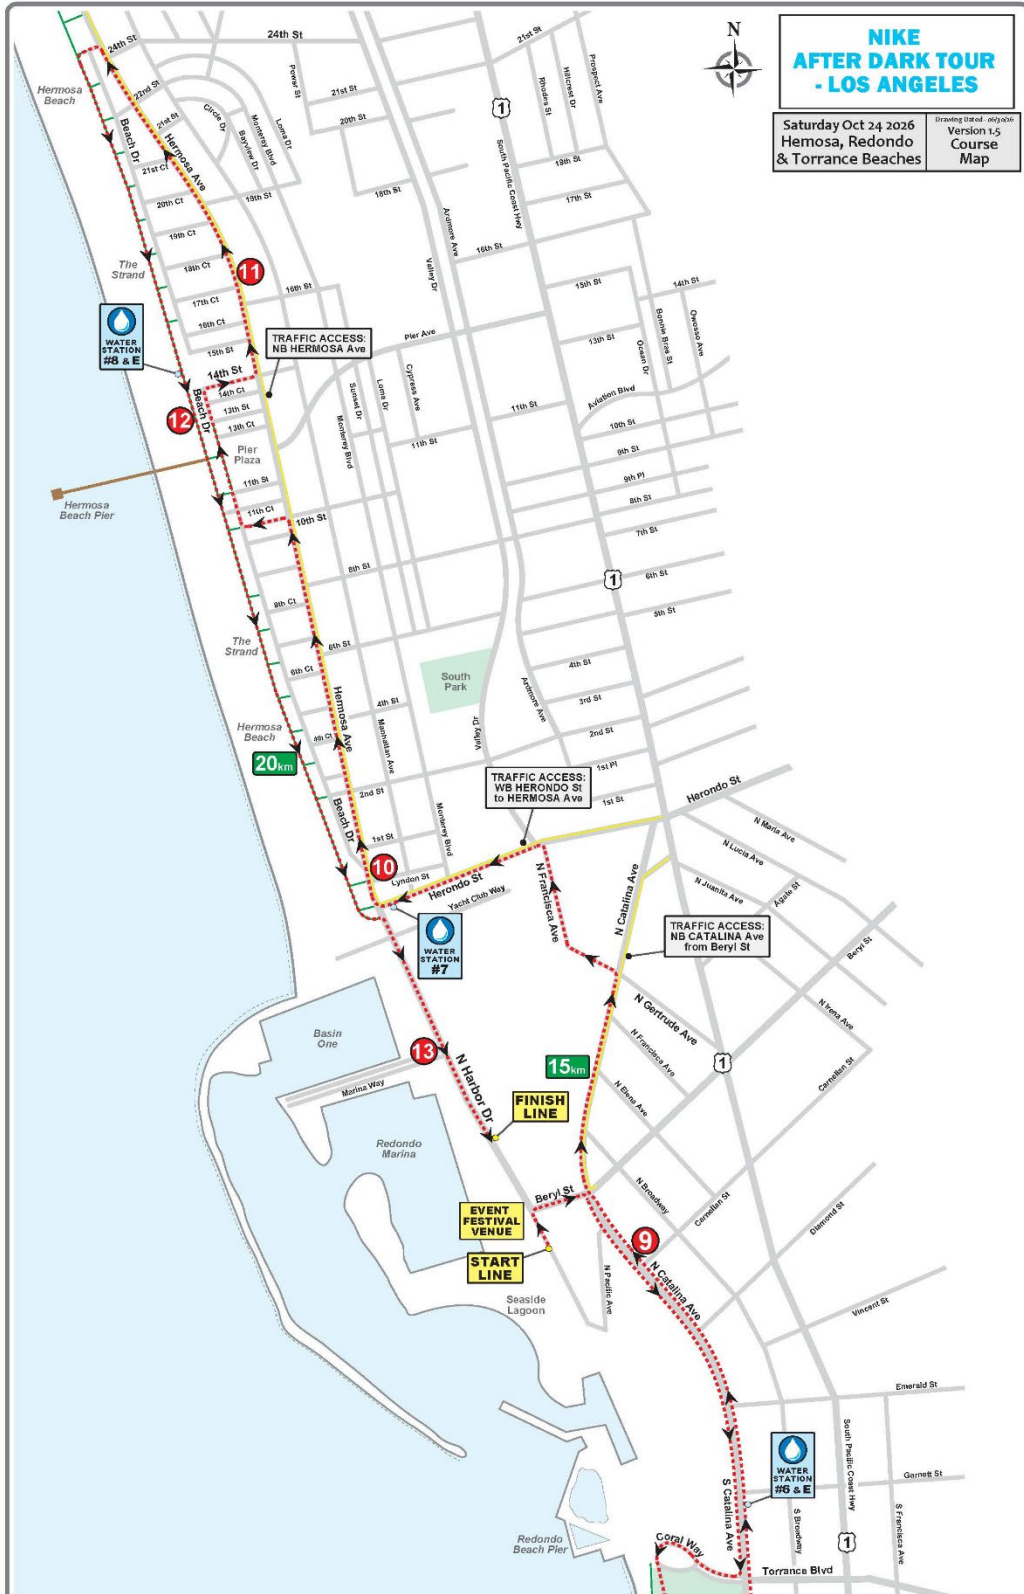 NIKE
AFTER DARK TOUR
- LOS ANGELES
Saturday Oct 24 2026
Hemosa, Redondo
& Torrance Beaches
Drawing Dated - 06/30/26
Version 1.5
Course
Map
N
24th St
24th St
21st St
Prospect Ave
Hillcrest Dr
Rhodes St
Power St
Hermosa
Beach
22nd St
21st St
21st St
Circle Dr
Loma Dr
Monterey Blvd
Bayview Dr
20th St
1
South Pacific Coast Hwy
Beach Dr
Hermosa Ave
21st Ct
20th Ct
19th St
18th St
19th St
17th St
19th Ct
Ardmore Ave
16th St
The
Strand
18th Ct
11
Valley Dr
17th Ct
16th St
15th St
14th St
Bonnie Brae St
Owosso Ave
WATER
STATION
#8 & E
16th Ct
15th St
TRAFFIC ACCESS:
NB HERMOSA Ave
Pier Ave
13th St
Ocean Dr
14th St
14th Ct
Cypress Ave
Loma Dr
Sunset Dr
Aviation Blvd
12
Beach Dr
13th St
13th Ct
11th St
10th St
Monterey Blvd
11th St
Pier
Plaza
9th St
9th Pl
11th St
8th St
Hermosa
Beach Pier
11th Ct
10th St
7th St
8th St
6th St
1
8th Ct
5th St
The
Strand
6th St
6th Ct
4th St
South
Park
Ardmore Ave
3rd St
Hermosa Ave
4th St
Valley Dr
Hermosa
Beach
4th Ct
Manhattan Ave
2nd St
20km
1st Pl
TRAFFIC ACCESS:
WB HERONDO St
to HERMOSA Ave
2nd St
1st St
Herondo St
Beach Dr
Monterey Blvd
N Maria Ave
1st St
N Lucia Ave
10
Lyndon St
Herondo St
N Juanita Ave
Agate St
Yacht Club Way
N Francisca Ave
N Catalina Ave
WATER
STATION
#7
TRAFFIC ACCESS:
NB CATALINA Ave
from Beryl St
Beryl St
N Gertrude Ave
N Irena Ave
Basin
One
13
N Francisca Ave
1
15km
Carnelian St
Marina Way
N Harbor Dr
N Elena Ave
FINISH
LINE
Redondo
Marina
Beryl St
N Broadway
EVENT
FESTIVAL
VENUE
Carnelian St
Diamond St
9
START
LINE
N Pacific Ave
N Catalina Ave
Seaside
Lagoon
Vincent St
Emerald St
South Pacific Coast Hwy
WATER
STATION
#6 & E
Garnett St
S Catalina Ave
S Broadway
S Francisca Ave
Redondo
Beach Pier
Coral Way
1
Torrance Blvd